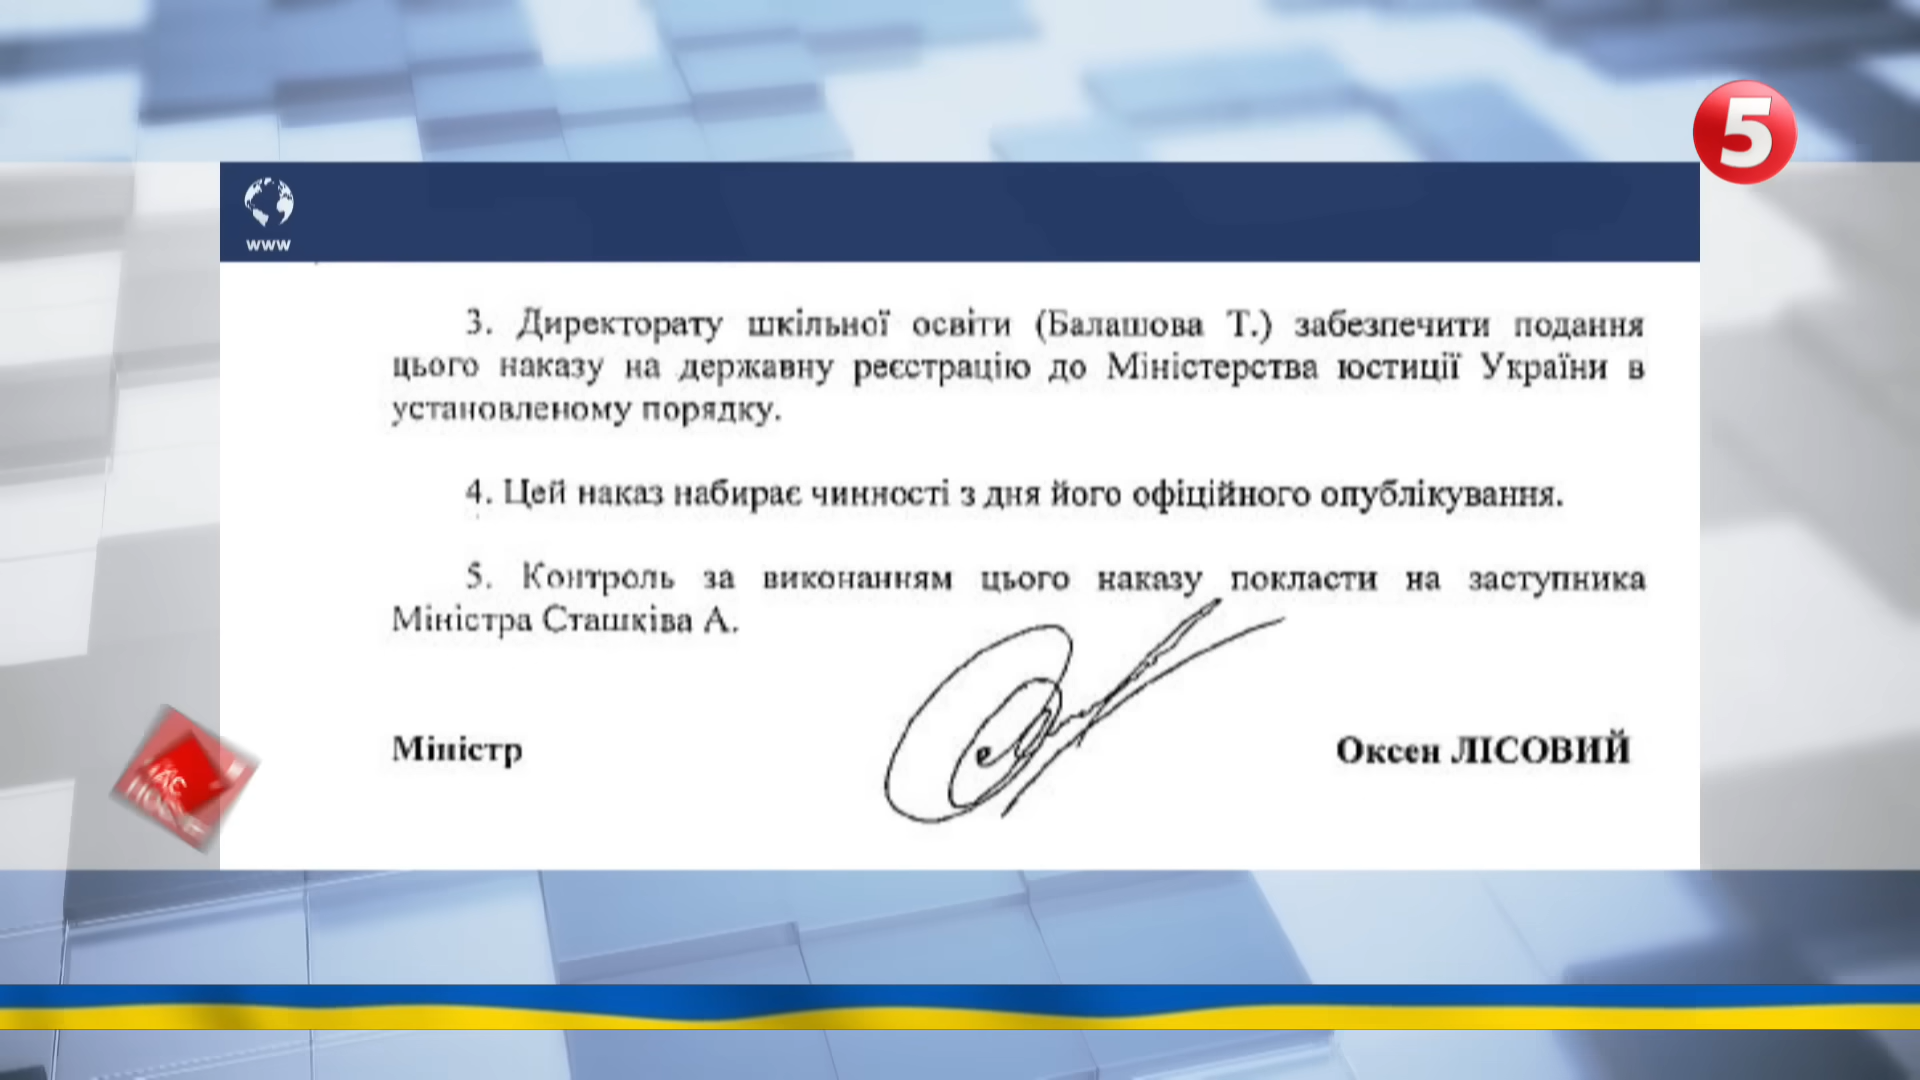 5
www
3. Директорату шкільної освіти (Балашова Т.) забезпечити подання
цього наказу на державну реєстрацію до Міністерства юстиції України в
установленому порядку.
4. Цей наказ набирає чинності з дня його офіційного опублікування.
5. Контроль за виконанням цього наказу покласти на заступника
Міністра Сташківа А.
Міністр
Оксен ЛІСОВИЙ